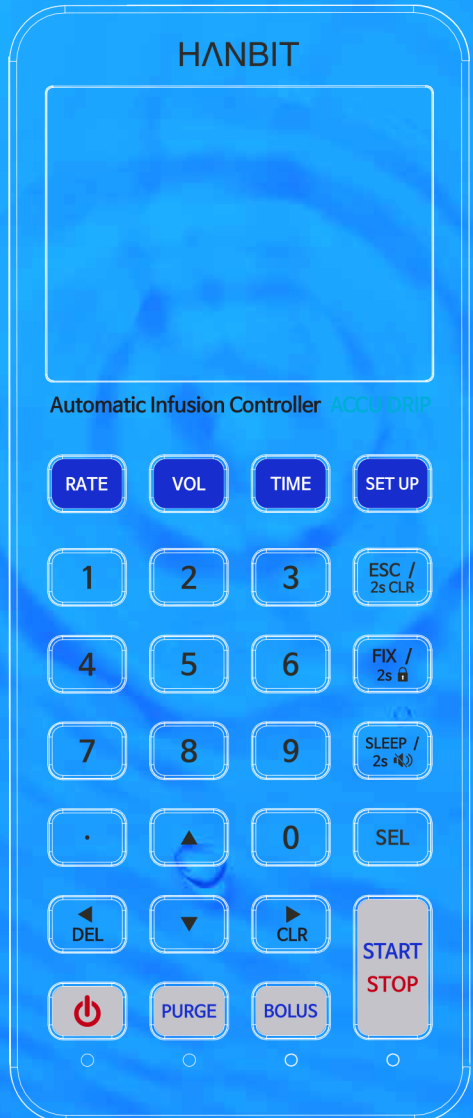 HANBIT
Automatic Infusion Controller ACCU DRIP
RATE VOL TIME SET UP
1 2 3 ESC /
2s CLR
4 5 6 FIX /
2s
7 8 9 SLEEP /
2s
. ▲ 0 SEL
◀ ▼ ▶
DEL CLR
START
STOP
PURGE BOLUS